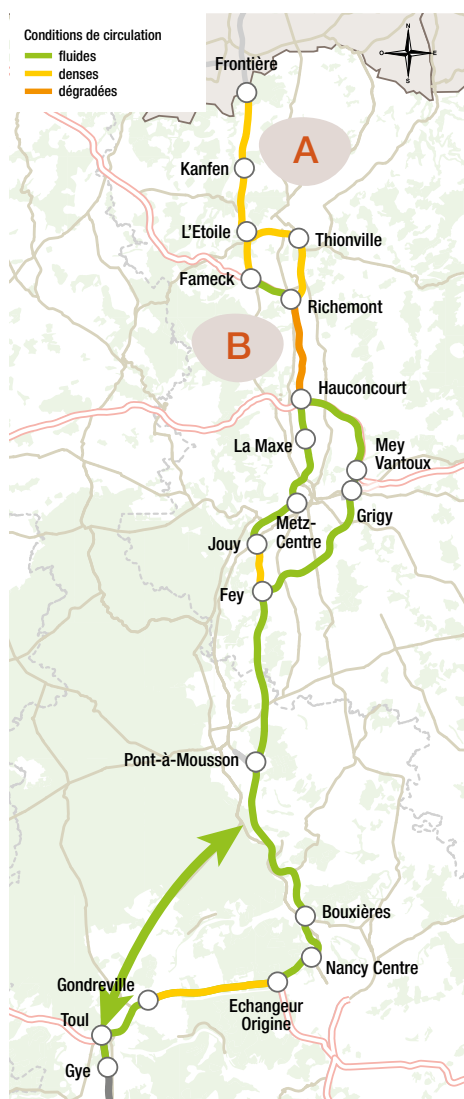 Conditions de circulation
fluides
denses
dégradées
N
O
E
S
Frontière
A
Kanfen
L'Etoile
Thionville
Fameck
Richemont
B
Hauconcourt
La Maxe
Mey
Vantoux
Grigy
Metz-
Centre
Jouy
Fey
Pont-à-Mousson
Bouxières
Nancy Centre
Gondreville
Echangeur
Origine
Toul
Gye